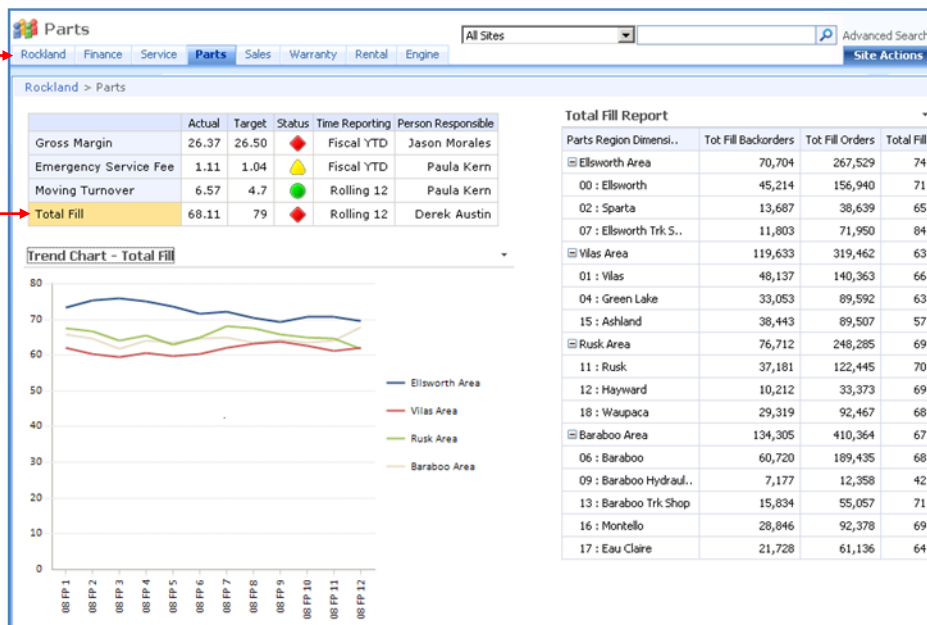 Parts
All Sites
Advanced Search
Rockland Finance Service Parts Sales Warranty Rental Engine
Site Actions
Rockland > Parts
Actual Target Status Time Reporting Person Responsible
Gross Margin 26.37 26.50 Fiscal YTD Jason Morales
Emergency Service Fee 1.11 1.04 Fiscal YTD Paula Kern
Moving Turnover 6.57 4.7 Rolling 12 Paula Kern
Total Fill 68.11 79 Rolling 12 Derek Austin
Trend Chart - Total Fill
80
70
60
50
40
30
20
10
0
08 FP 1
08 FP 2
08 FP 3
08 FP 4
08 FP 5
08 FP 6
08 FP 7
08 FP 8
08 FP 9
08 FP 10
08 FP 11
08 FP 12
Ellsworth Area
Vilas Area
Rusk Area
Baraboo Area
Total Fill Report
Parts Region Dimensi.. Tot Fill Backorders Tot Fill Orders Total Fill
Ellsworth Area 70,704 267,529 74
00 : Ellsworth 45,214 156,940 71
02 : Sparta 13,687 38,639 65
07 : Ellsworth Trk S.. 11,803 71,950 84
Vilas Area 119,633 319,462 63
01 : Vilas 48,137 140,363 66
04 : Green Lake 33,053 89,592 63
15 : Ashland 38,443 89,507 57
Rusk Area 76,712 248,285 69
11 : Rusk 37,181 122,445 70
12 : Hayward 10,212 33,373 69
18 : Waupaca 29,319 92,467 68
Baraboo Area 134,305 410,364 67
06 : Baraboo 60,720 189,435 68
09 : Baraboo Hydraul.. 7,177 12,358 42
13 : Baraboo Trk Shop 15,834 55,057 71
16 : Montello 28,846 92,378 69
17 : Eau Claire 21,728 61,136 64